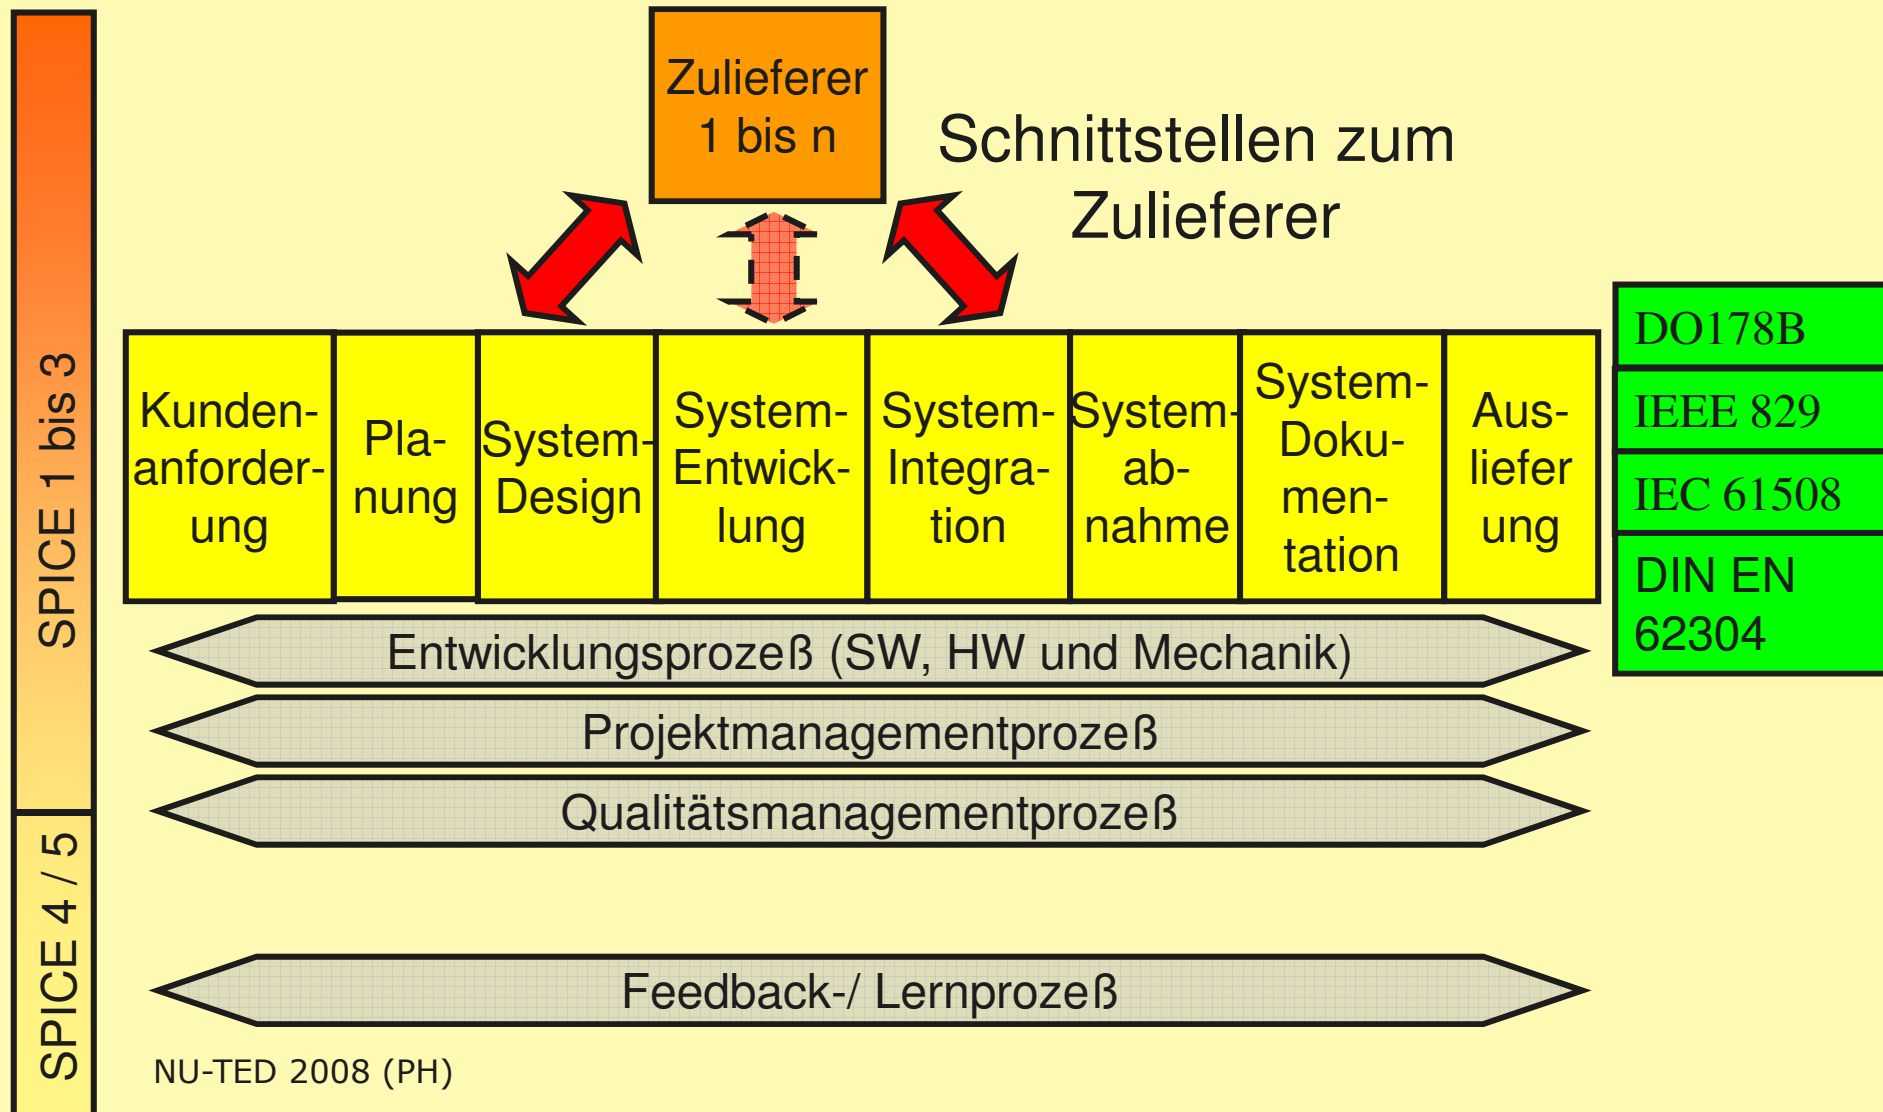 Zulieferer
1 bis n
Schnittstellen zum
Zulieferer
SPICE 1 bis 3
Kunden-
anforder-
ung
Pla-
nung
System-
Design
System-
Entwick-
lung
System-
Integra-
tion
System-
ab-
nahme
System-
Doku-
men-
tation
Aus-
liefer
ung
DO178B
IEEE 829
IEC 61508
DIN EN
62304
Entwicklungsprozeß (SW, HW und Mechanik)
Projektmanagementprozeß
Qualitätsmanagementprozeß
SPICE 4 / 5
Feedback-/ Lernprozeß
NU-TED 2008 (PH)